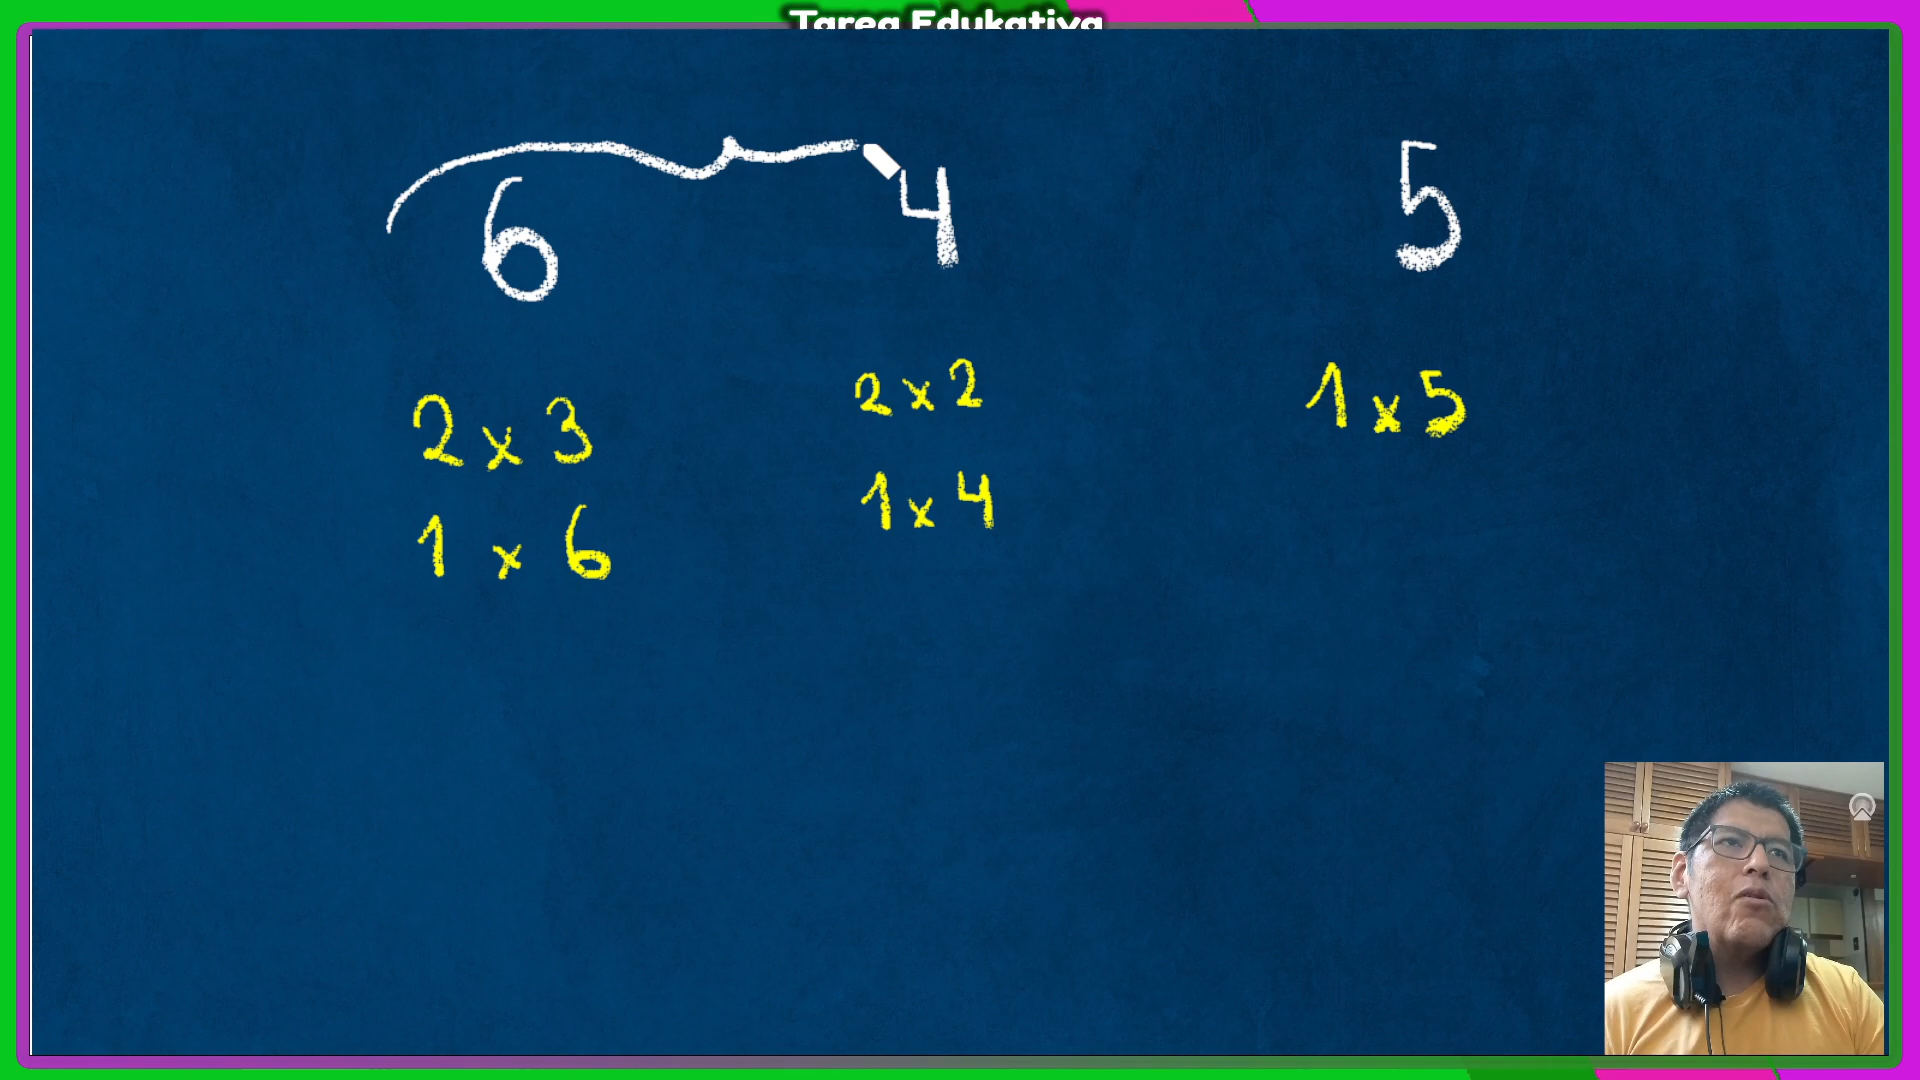 Tarea Edukativa
6 4 5
2 x 3 2 x 2 1 x 5
1 x 6 1 x 4